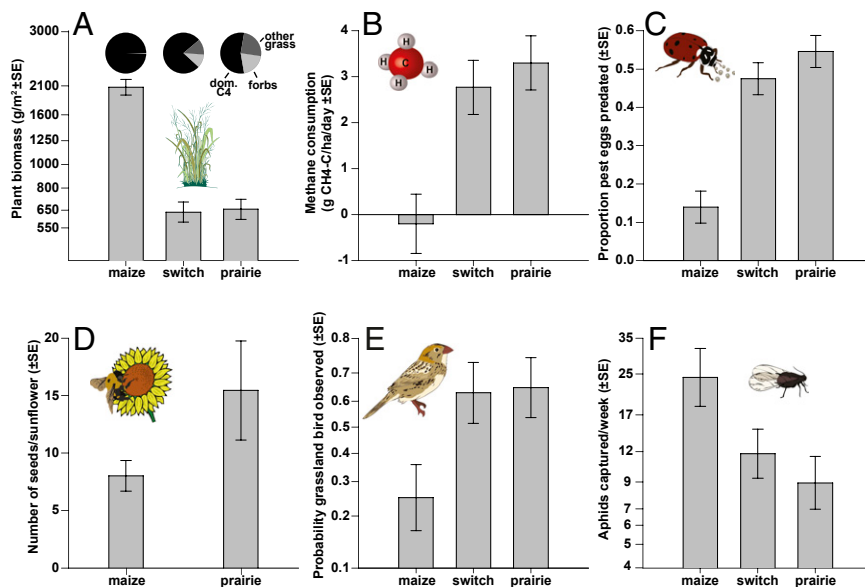 A
Plant biomass (g/m² ±SE)
3000
2100
1600
1250
1000
800
650
550
other
grass
dom.
C4
forbs
maize switch prairie
B
Methane consumption
(g CH4-C/ha/day ±SE)
4
3
2
1
0
-1
H
H
C
H
H
maize switch prairie
C
Proportion pest eggs predated (±SE)
0.6
0.5
0.4
0.3
0.2
0.1
0.0
maize switch prairie
D
Number of seeds/sunflower (±SE)
20
15
10
5
0
maize prairie
E
Probability grassland bird observed (±SE)
0.8
0.7
0.6
0.5
0.4
0.3
0.2
0.1
maize switch prairie
F
Aphids captured/week (±SE)
35
25
17
12
9
7
6
5
4
maize switch prairie